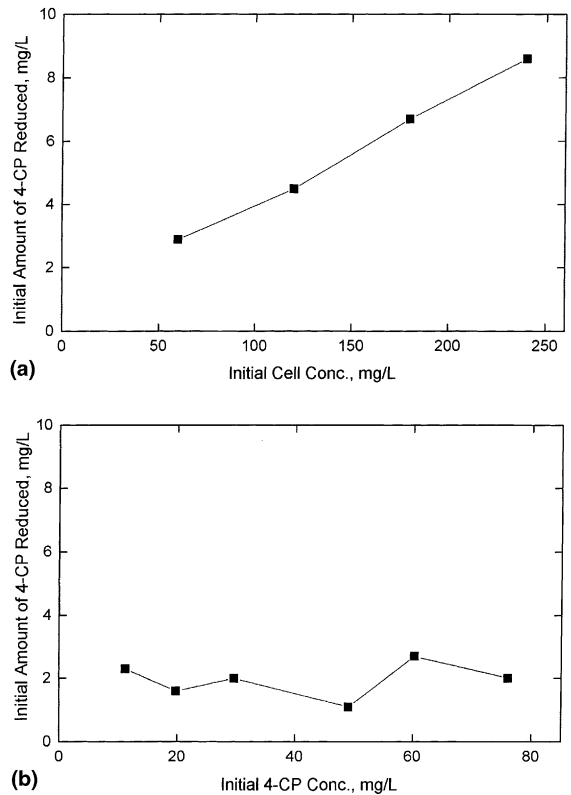 10
8
6
4
2
0
Initial Amount of 4-CP Reduced, mg/L
0 50 100 150 200 250
Initial Cell Conc., mg/L
(a)
10
8
6
4
2
0
Initial Amount of 4-CP Reduced, mg/L
0 20 40 60 80
Initial 4-CP Conc., mg/L
(b)